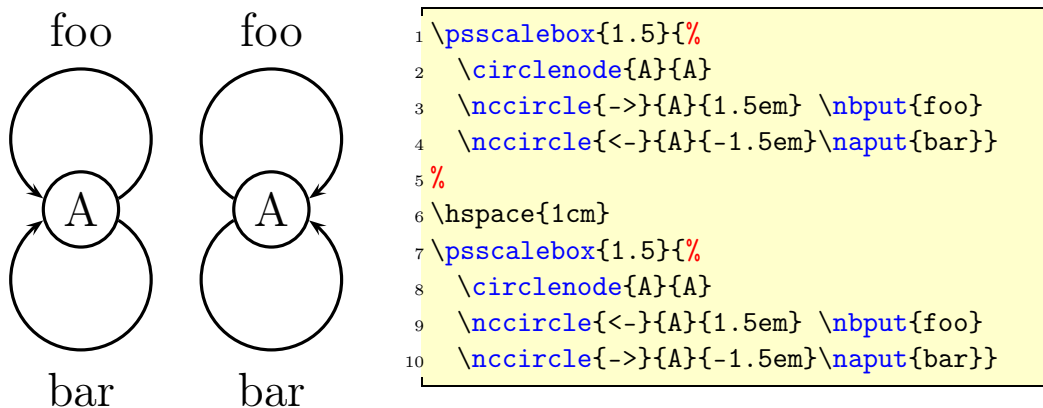 foo foo
A A
bar bar
1 \psscalebox{1.5}{%
2   \circlenode{A}{A}
3   \nccircle{->}{A}{1.5em} \nbput{foo}
4   \nccircle{<-}{A}{-1.5em}\naput{bar}}
5 %
6 \hspace{1cm}
7 \psscalebox{1.5}{%
8   \circlenode{A}{A}
9   \nccircle{<-}{A}{1.5em} \nbput{foo}
10   \nccircle{->}{A}{-1.5em}\naput{bar}}